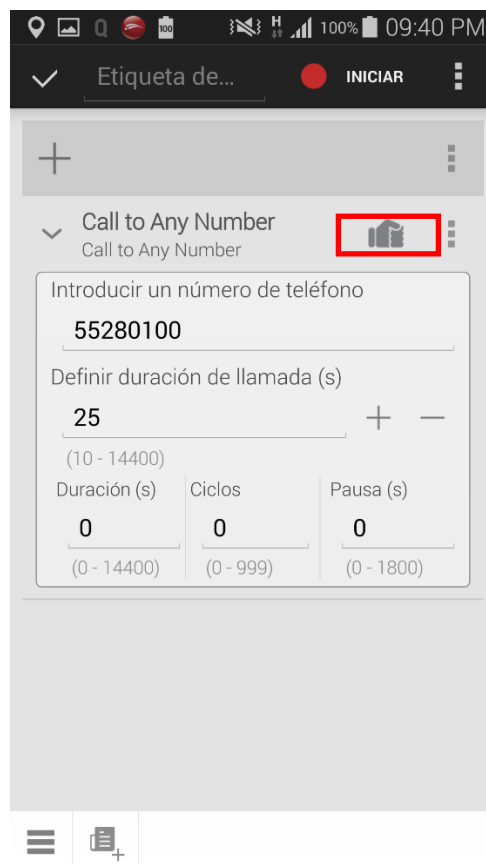 100 H 100% 09:40 PM
Etiqueta de... INICIAR
Call to Any Number
Call to Any Number
Introducir un número de teléfono
55280100
Definir duración de llamada (s)
25 + −
(10 - 14400)
Duración (s) Ciclos Pausa (s)
0 0 0
(0 - 14400) (0 - 999) (0 - 1800)